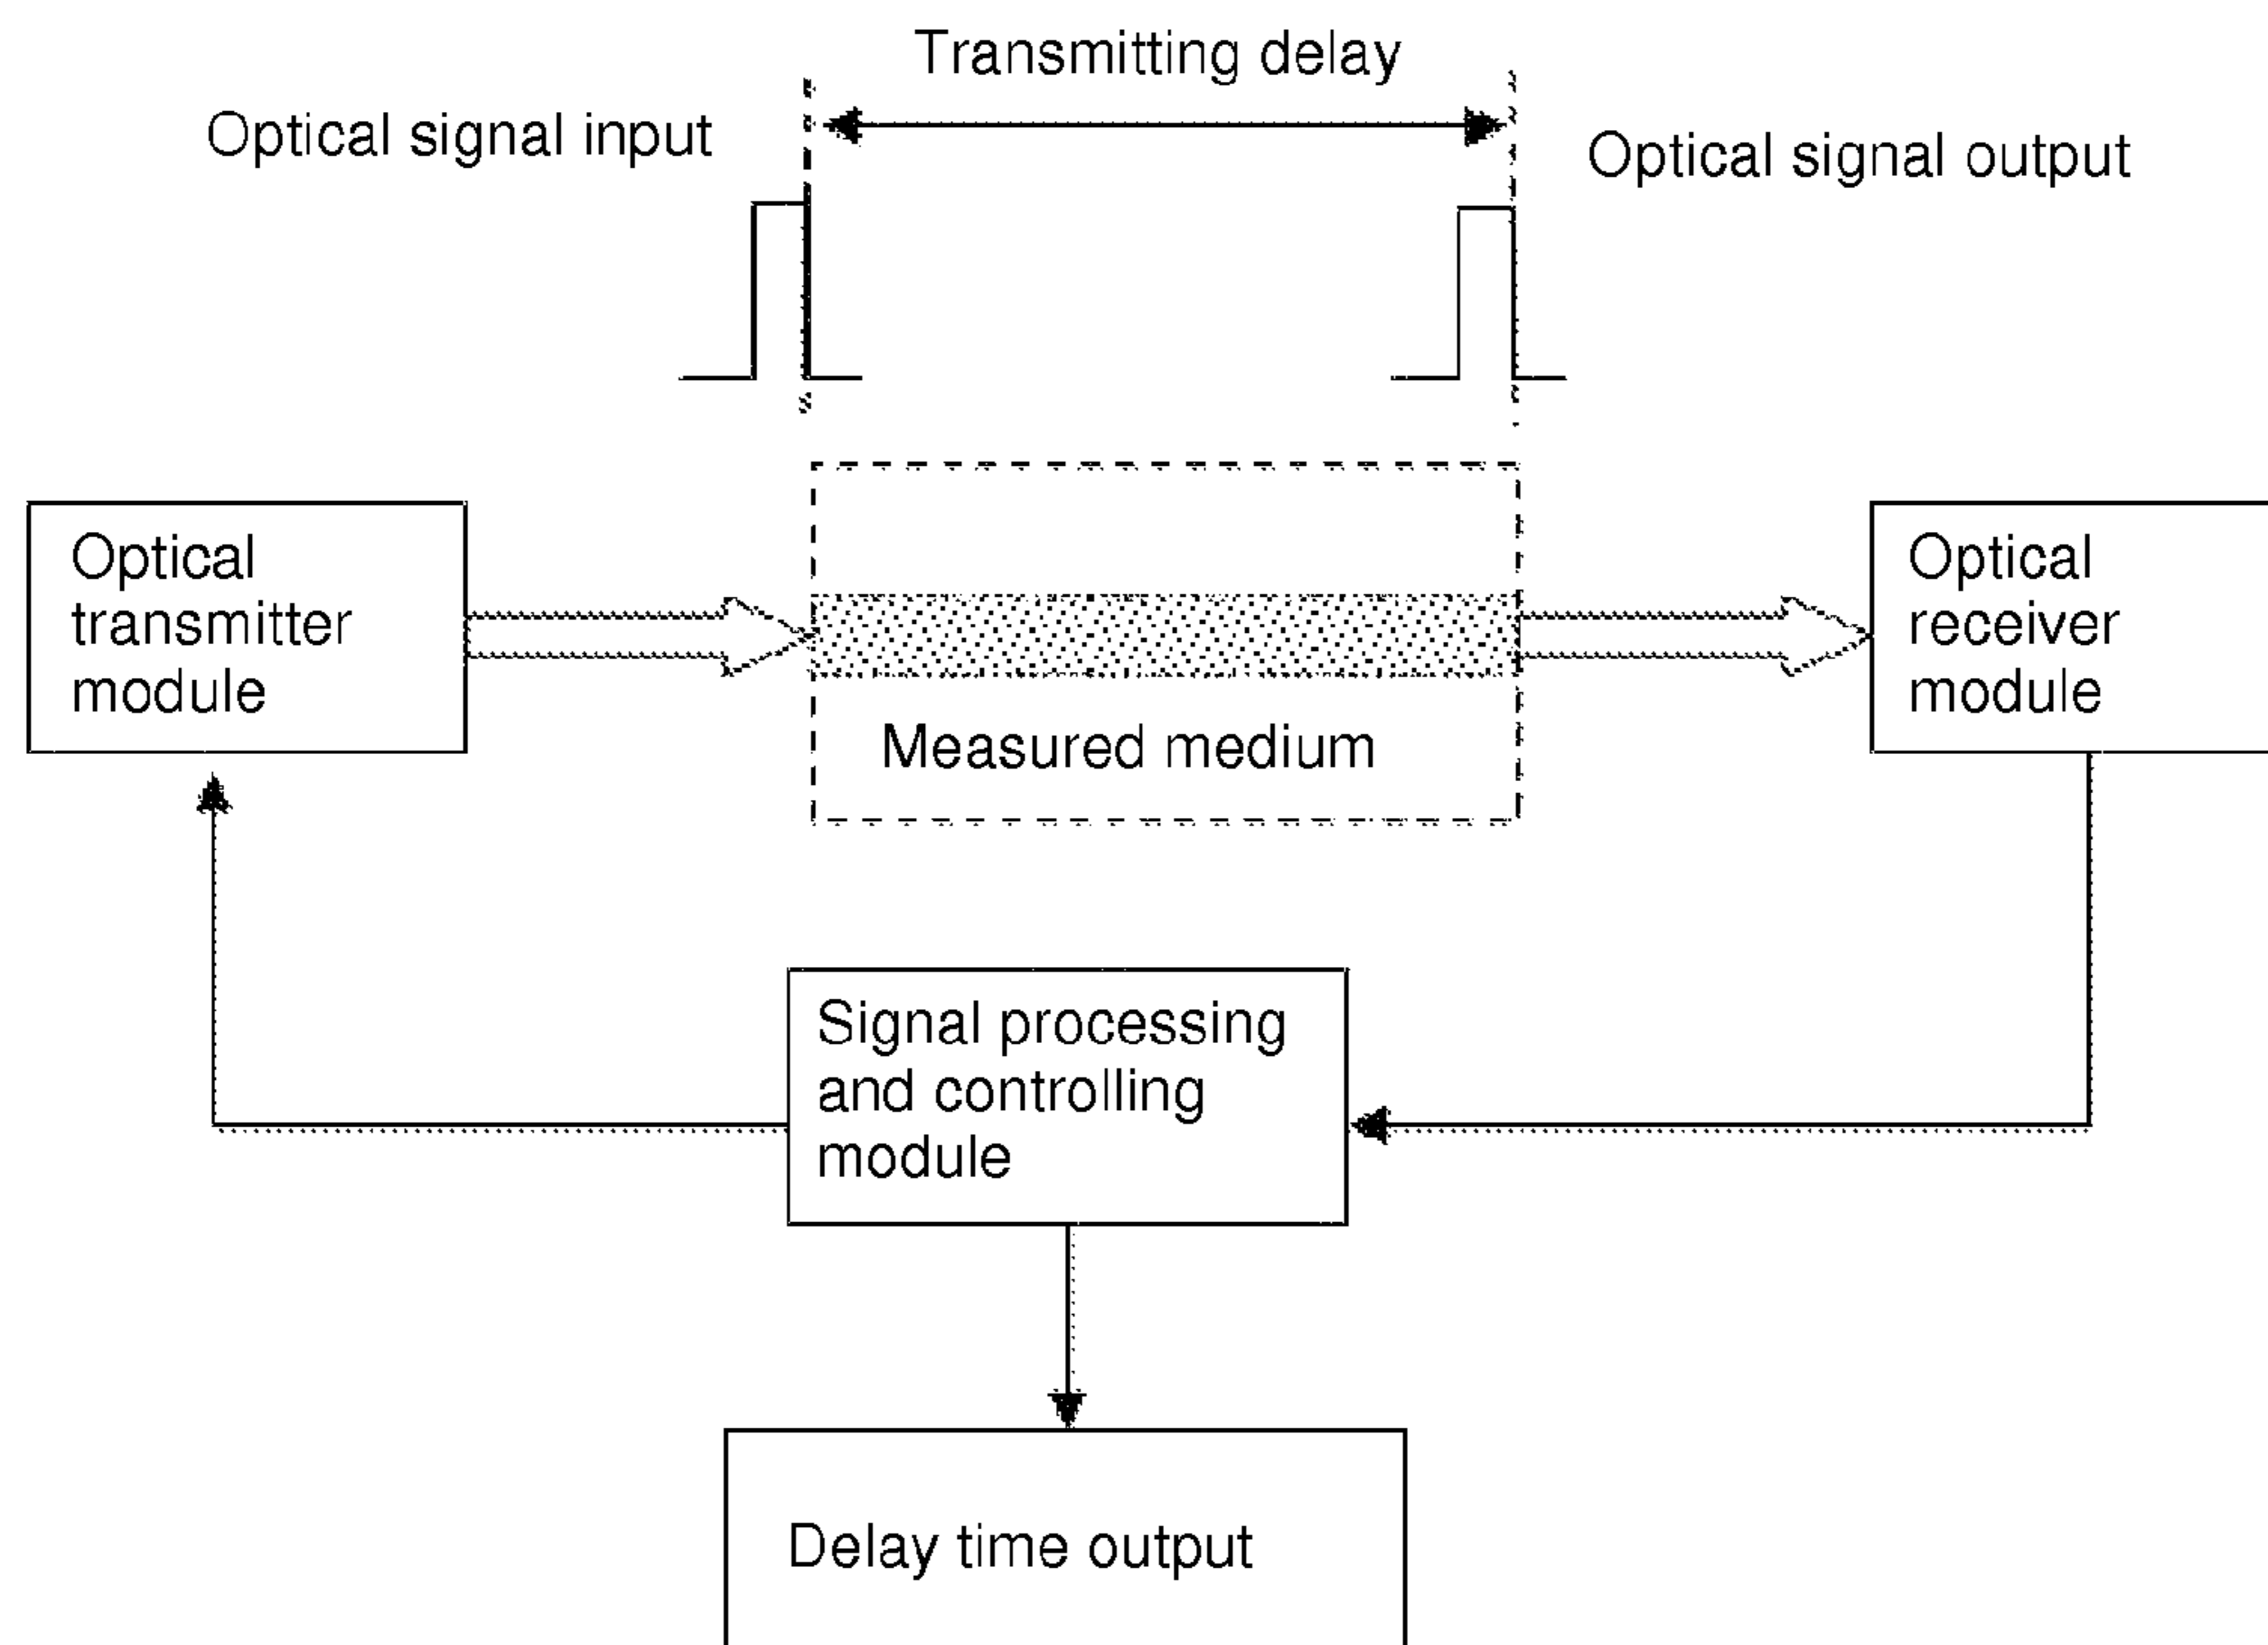 Transmitting delay
Optical signal input
Optical signal output
Optical
transmitter
module
Measured medium
Optical
receiver
module
Signal processing
and controlling
module
Delay time output